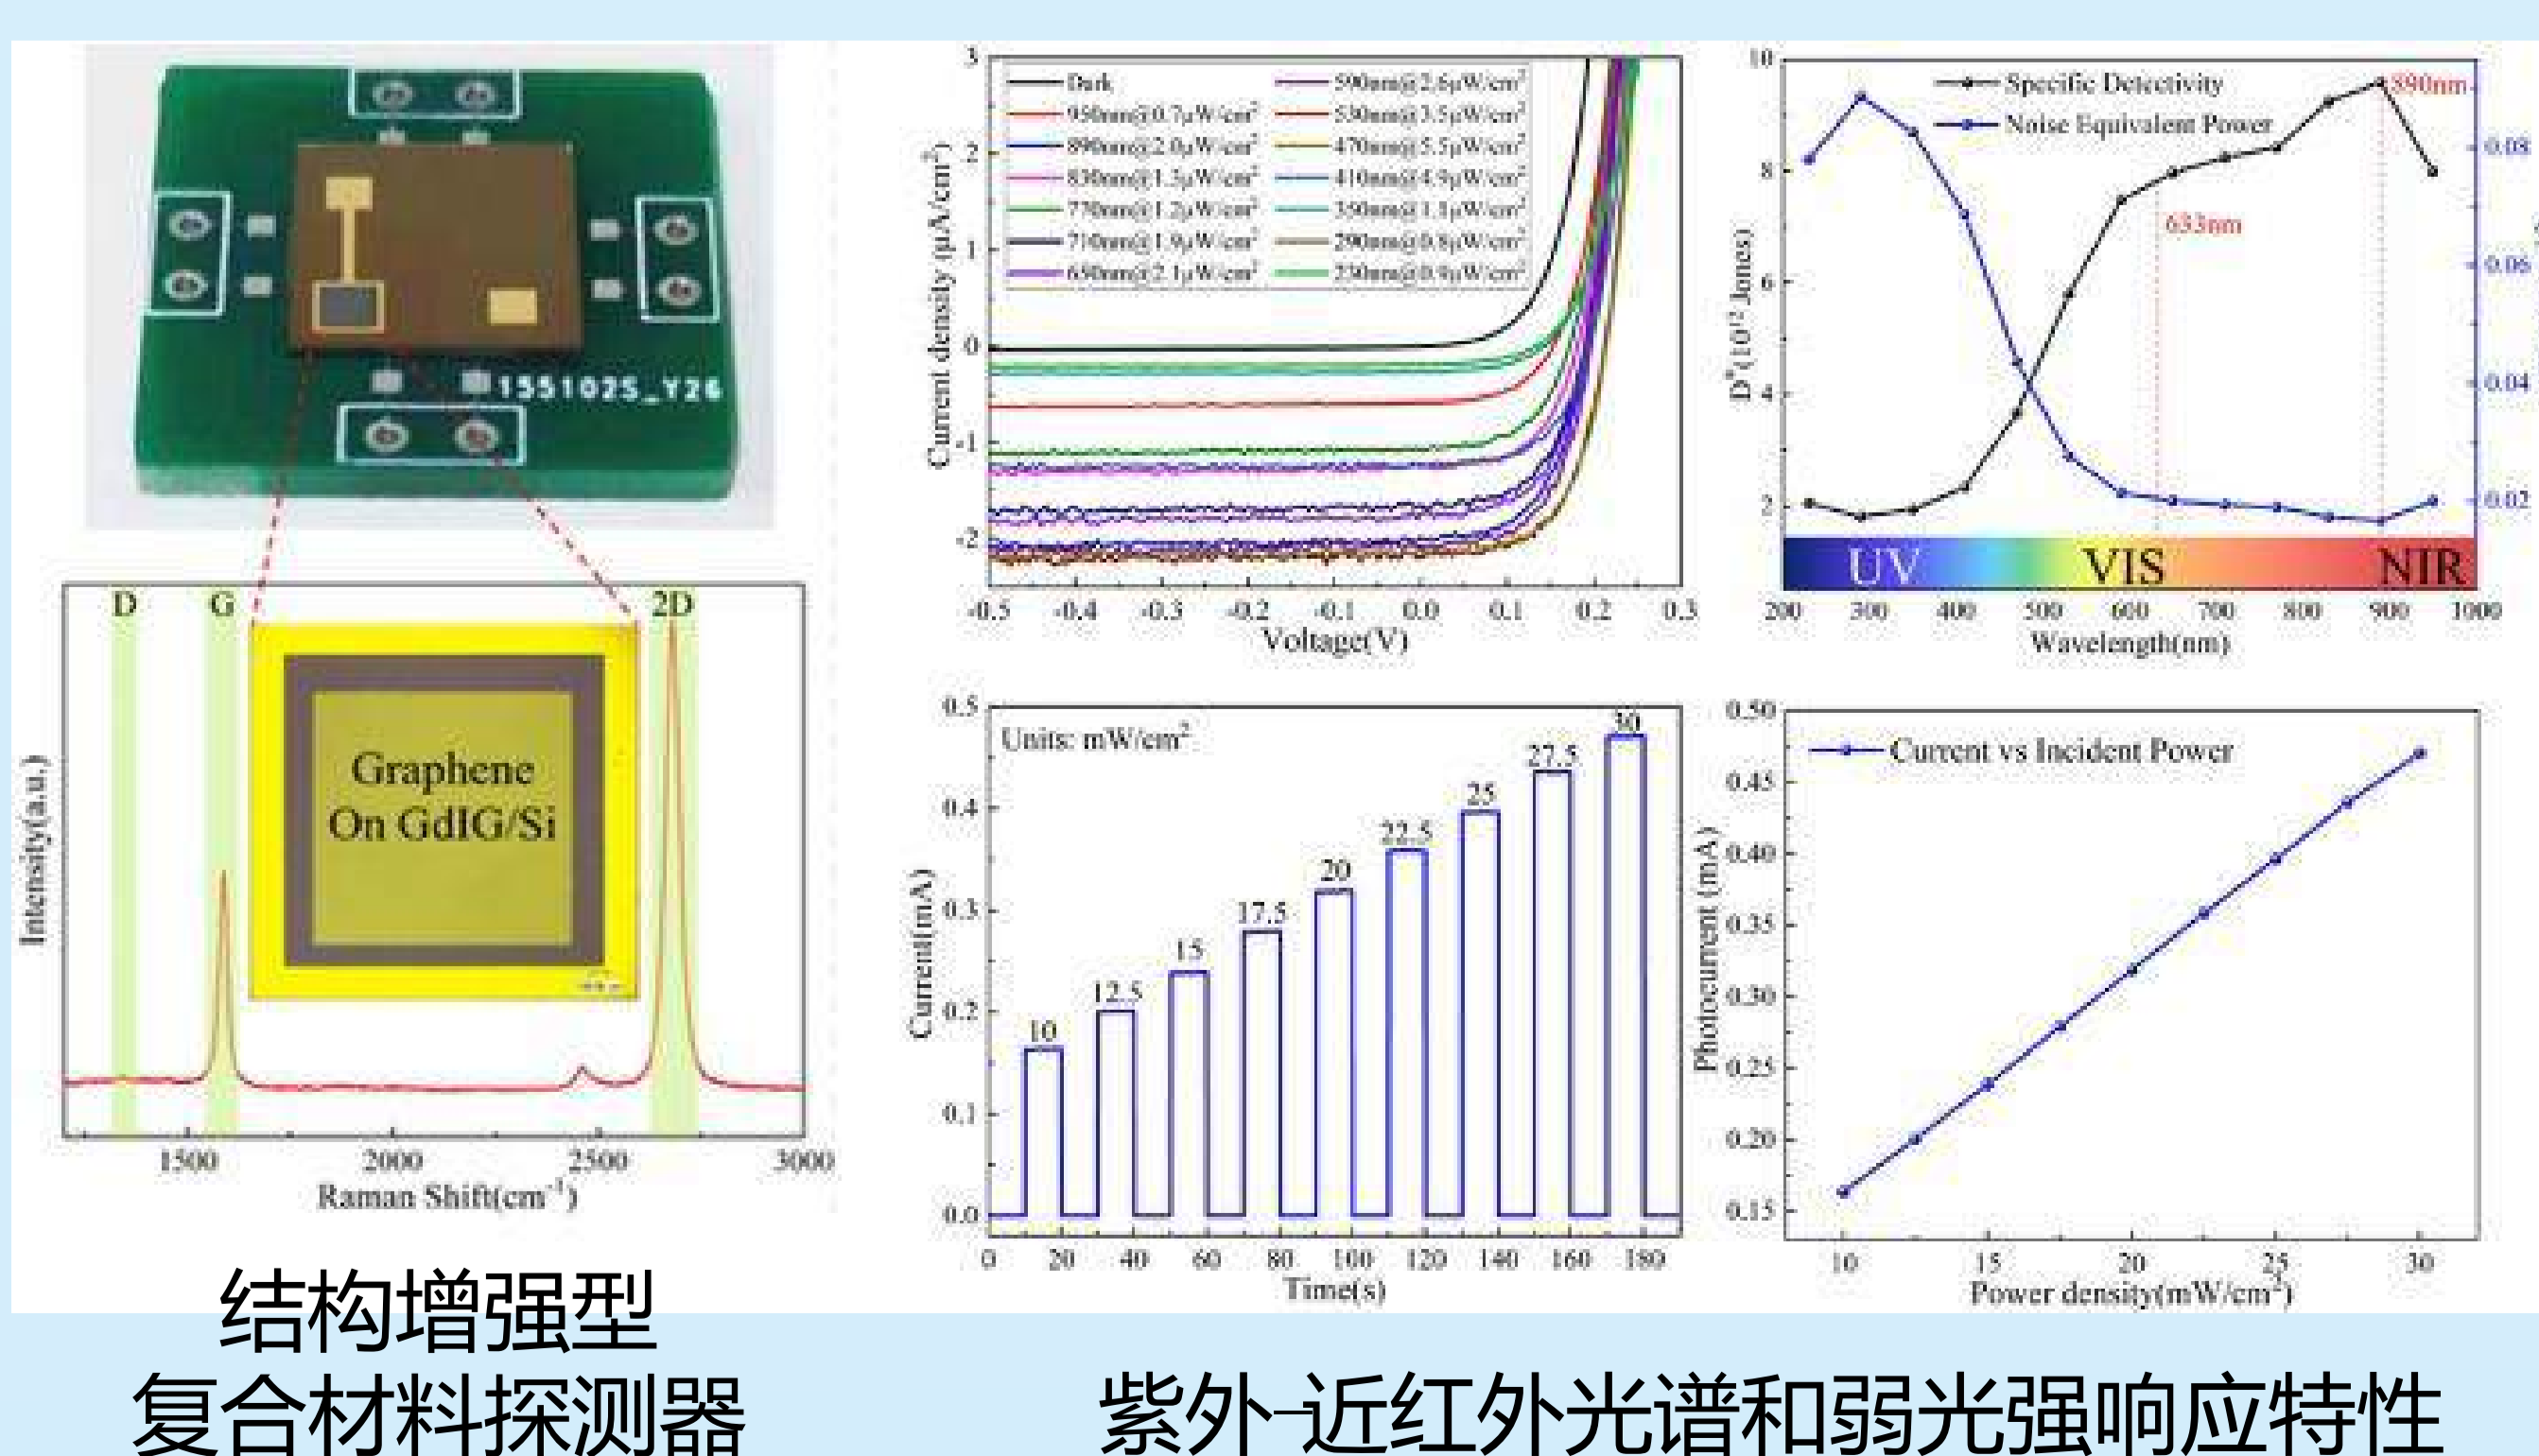 155102S_Y26
D G 2D
Graphene
On GdIG/Si
Intensity(a.u.)
1500 2000 2500 3000
Raman Shift(cm⁻¹)
结构增强型
复合材料探测器
3
2
1
0
-1
-2
Current density (μA/cm²)
Dark
950nm@0.7μW/cm²
890nm@2.0μW/cm²
830nm@1.3μW/cm²
770nm@1.2μW/cm²
710nm@1.9μW/cm²
650nm@2.1μW/cm²
590nm@2.6μW/cm²
530nm@3.5μW/cm²
470nm@5.5μW/cm²
410nm@4.9μW/cm²
350nm@1.1μW/cm²
290nm@0.8μW/cm²
230nm@0.9μW/cm²
-0.5 -0.4 -0.3 -0.2 -0.1 0.0 0.1 0.2 0.3
Voltage(V)
10
8
6
4
2
D*(10¹² Jones)
Specific Detectivity
Noise Equivalent Power
890nm
633nm
0.08
0.06
0.04
0.02
UV VIS NIR
200 300 400 500 600 700 800 900 1000
Wavelength(nm)
0.5
0.4
0.3
0.2
0.1
0.0
Current(mA)
Units: mW/cm²
10 12.5 15 17.5 20 22.5 25 27.5 30
0 20 40 60 80 100 120 140 160 180
Time(s)
0.50
0.45
0.40
0.35
0.30
0.25
0.20
0.15
Photocurrent (mA)
Current vs Incident Power
10 15 20 25 30
Power density(mW/cm²)
紫外-近红外光谱和弱光强响应特性